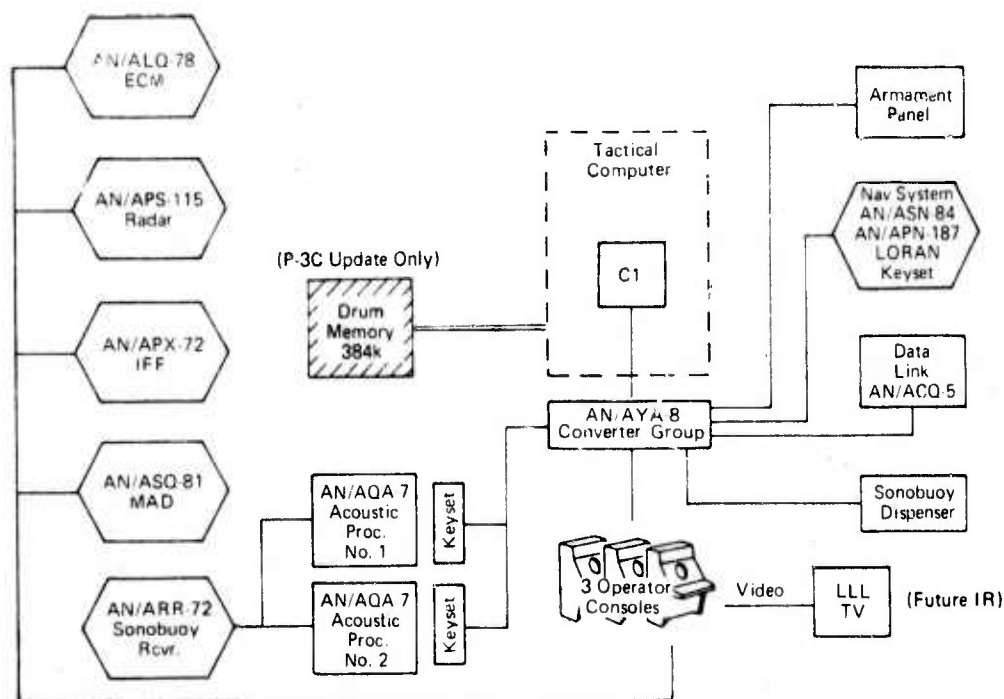 AN/ALQ-78
ECM
AN/APS-115
Radar
AN/APX-72
IFF
AN/ASQ-81
MAD
AN/ARR-72
Sonobuoy
Rcvr.
(P-3C Update Only)
Drum
Memory
384k
Tactical
Computer
C1
AN/AYA-8
Converter Group
AN/AQA-7
Acoustic
Proc.
No. 1
Keyset
AN/AQA 7
Acoustic
Proc.
No. 2
Keyset
3 Operator
Consoles
Video
LLL
TV
(Future IR)
Armament
Panel
Nav System
AN/ASN-84
AN/APN-187
LORAN
Keyset
Data
Link
AN/ACQ-5
Sonobuoy
Dispenser